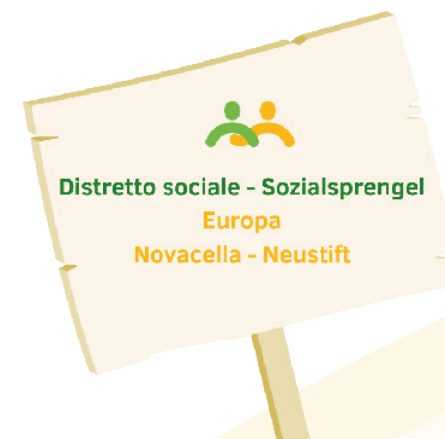 Distretto sociale - Sozialsprengel
Europa
Novacella - Neustift